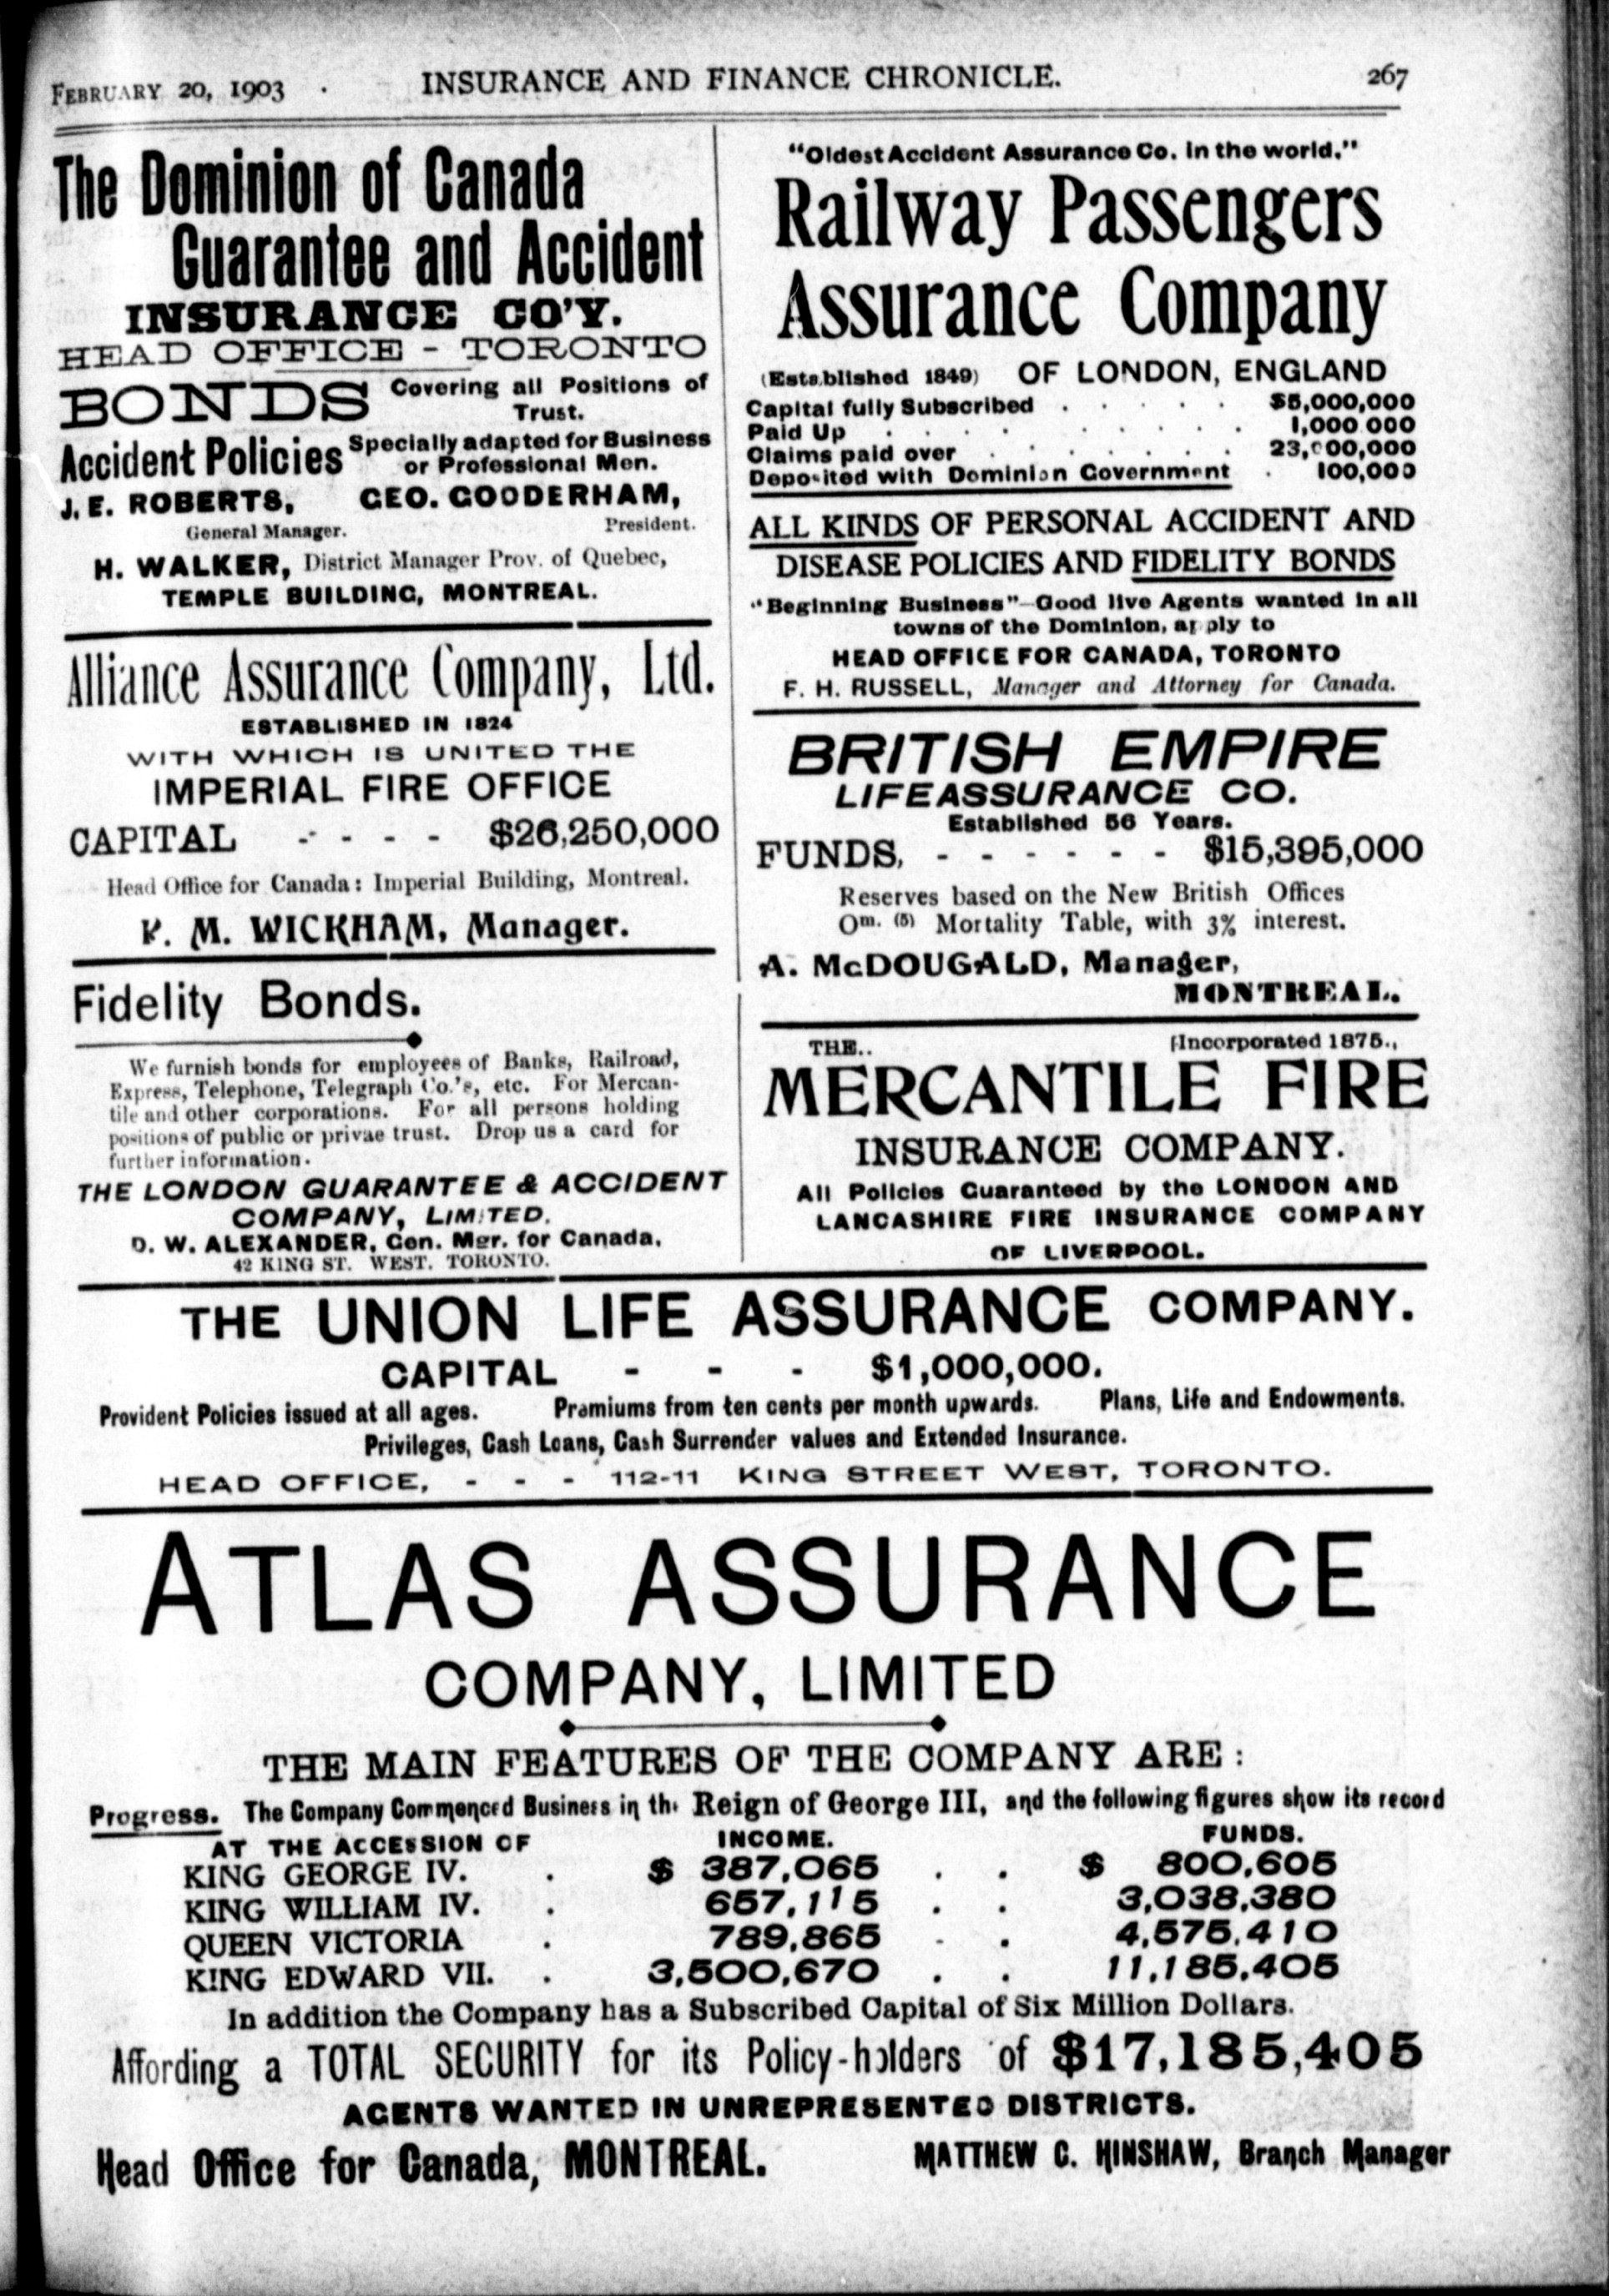 FEBRUARY 20, 1903 . INSURANCE AND FINANCE CHRONICLE. 267
The Dominion of Canada
Guarantee and Accident
INSURANCE CO'Y.
HEAD OFFICE - TORONTO
BONDS Covering all Positions of
Trust.
Accident Policies Specially adapted for Business
or Professional Men.
J. E. ROBERTS, GEO. GOODERHAM,
General Manager. President.
H. WALKER, District Manager Prov. of Quebec,
TEMPLE BUILDING, MONTREAL.
Alliance Assurance Company, Ltd.
ESTABLISHED IN 1824
WITH WHICH IS UNITED THE
IMPERIAL FIRE OFFICE
CAPITAL - - - - $26,250,000
Head Office for Canada: Imperial Building, Montreal.
P. M. WICKHAM, Manager.
Fidelity Bonds.
We furnish bonds for employees of Banks, Railroad,
Express, Telephone, Telegraph Co.'s, etc. For Mercan-
tile and other corporations. For all persons holding
positions of public or privae trust. Drop us a card for
further information.
THE LONDON GUARANTEE & ACCIDENT
COMPANY, LIMITED.
D. W. ALEXANDER, Gen. Mgr. for Canada,
42 KING ST. WEST. TORONTO.
"Oldest Accident Assurance Co. in the world."
Railway Passengers
Assurance Company
(Established 1849) OF LONDON, ENGLAND
Capital fully Subscribed . . . . . $5,000,000
Paid Up . . . . . . . . 1,000 000
Claims paid over . . . . . . 23,000,000
Deposited with Dominion Government . 100,000
ALL KINDS OF PERSONAL ACCIDENT AND
DISEASE POLICIES AND FIDELITY BONDS
"Beginning Business"—Good live Agents wanted in all
towns of the Dominion, apply to
HEAD OFFICE FOR CANADA, TORONTO
F. H. RUSSELL, Manager and Attorney for Canada.
BRITISH EMPIRE
LIFE ASSURANCE CO.
Established 56 Years.
FUNDS, - - - - - - $15,395,000
Reserves based on the New British Offices
Om. (5) Mortality Table, with 3% interest.
A. McDOUGALD, Manager,
MONTREAL.
THE.. (Incorporated 1875.,
MERCANTILE FIRE
INSURANCE COMPANY.
All Policies Guaranteed by the LONDON AND
LANCASHIRE FIRE INSURANCE COMPANY
OF LIVERPOOL.
THE UNION LIFE ASSURANCE COMPANY.
CAPITAL - - - $1,000,000.
Provident Policies issued at all ages. Premiums from ten cents per month upwards. Plans, Life and Endowments.
Privileges, Cash Loans, Cash Surrender values and Extended Insurance.
HEAD OFFICE, - - - 112-11 KING STREET WEST, TORONTO.
ATLAS ASSURANCE
COMPANY, LIMITED
THE MAIN FEATURES OF THE COMPANY ARE :
Progress. The Company Commenced Business in the Reign of George III, and the following figures show its record
AT THE ACCESSION OF INCOME. FUNDS.
KING GEORGE IV. . $ 387,065 . . $ 800,605
KING WILLIAM IV. . 657,115 . . 3,038,380
QUEEN VICTORIA . 789,865 - . 4,575,410
KING EDWARD VII. . 3,500,670 . . 11,185,405
In addition the Company has a Subscribed Capital of Six Million Dollars.
Affording a TOTAL SECURITY for its Policy-holders of $17,185,405
AGENTS WANTED IN UNREPRESENTED DISTRICTS.
Head Office for Canada, MONTREAL. MATTHEW C. HINSHAW, Branch Manager